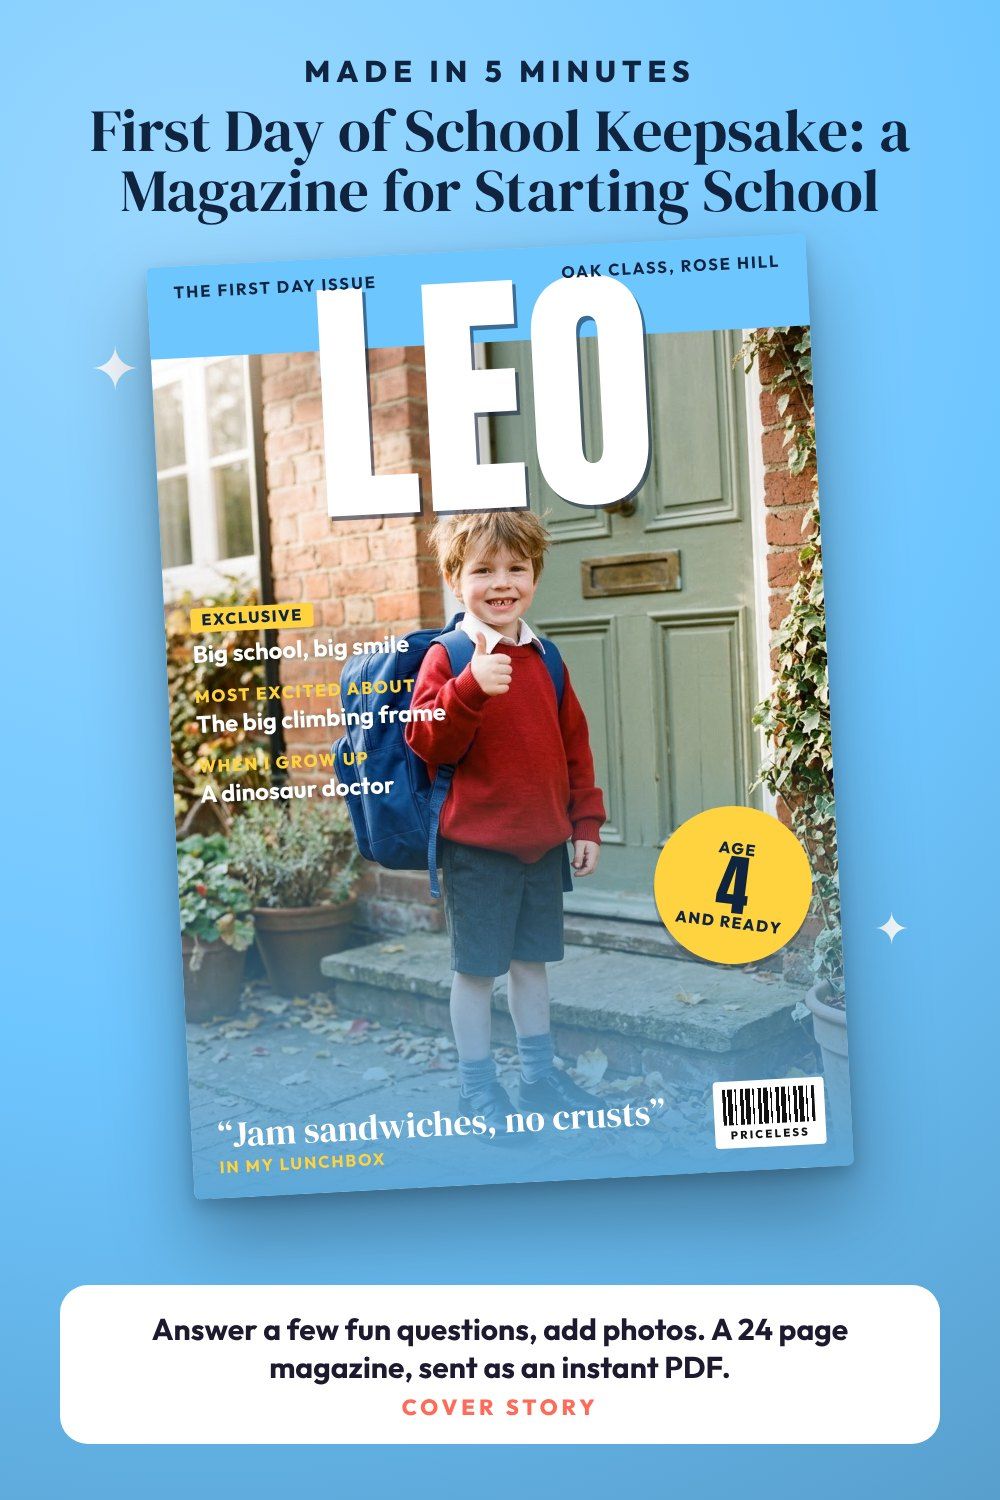 MADE IN 5 MINUTES
First Day of School Keepsake: a
Magazine for Starting School
THE FIRST DAY ISSUE
OAK CLASS, ROSE HILL
LEO
EXCLUSIVE
Big school, big smile
MOST EXCITED ABOUT
The big climbing frame
WHEN I GROW UP
A dinosaur doctor
AGE
4
AND READY
“Jam sandwiches, no crusts”
IN MY LUNCHBOX
PRICELESS
Answer a few fun questions, add photos. A 24 page
magazine, sent as an instant PDF.
COVER STORY